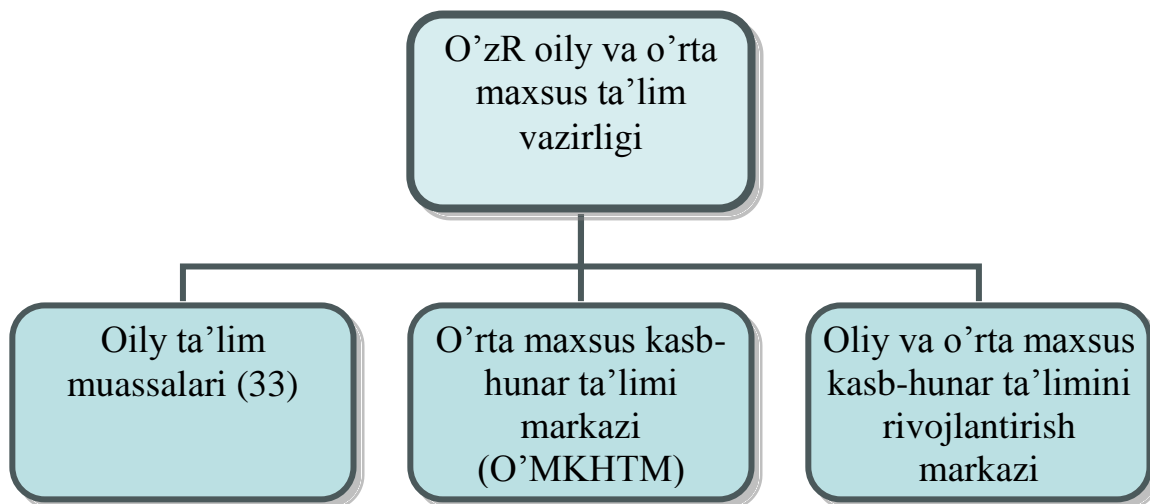 O’zR oily va o’rta
maxsus ta’lim
vazirligi
Oily ta’lim
muassalari (33)
O’rta maxsus kasb-
hunar ta’limi
markazi
(O’MKHTM)
Oliy va o’rta maxsus
kasb-hunar ta’limini
rivojlantirish
markazi